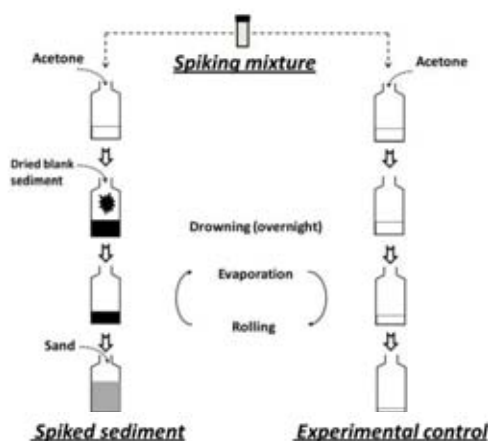 Spiking mixture
Acetone
Acetone
Dried blank
sediment
Drowning (overnight)
Evaporation
Rolling
Sand
Spiked sediment
Experimental control